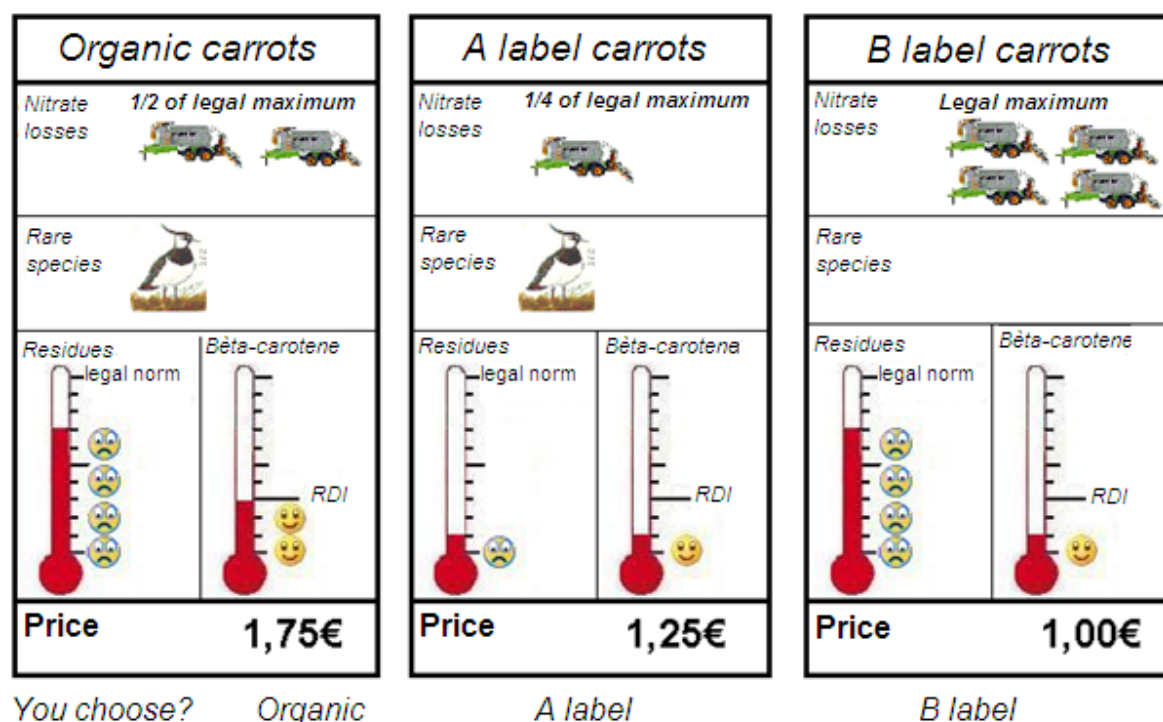 Organic carrots
Nitrate losses
1/2 of legal maximum
Rare species
Residues
legal norm
Bèta-carotene
RDI
Price
1,75€
A label carrots
Nitrate losses
1/4 of legal maximum
Rare species
Residues
legal norm
Bèta-carotena
RDI
Price
1,25€
B label carrots
Nitrate losses
Legal maximum
Rare species
Residues
legal norm
Bèta-carotene
RDI
Price
1,00€
You choose? Organic A label B label